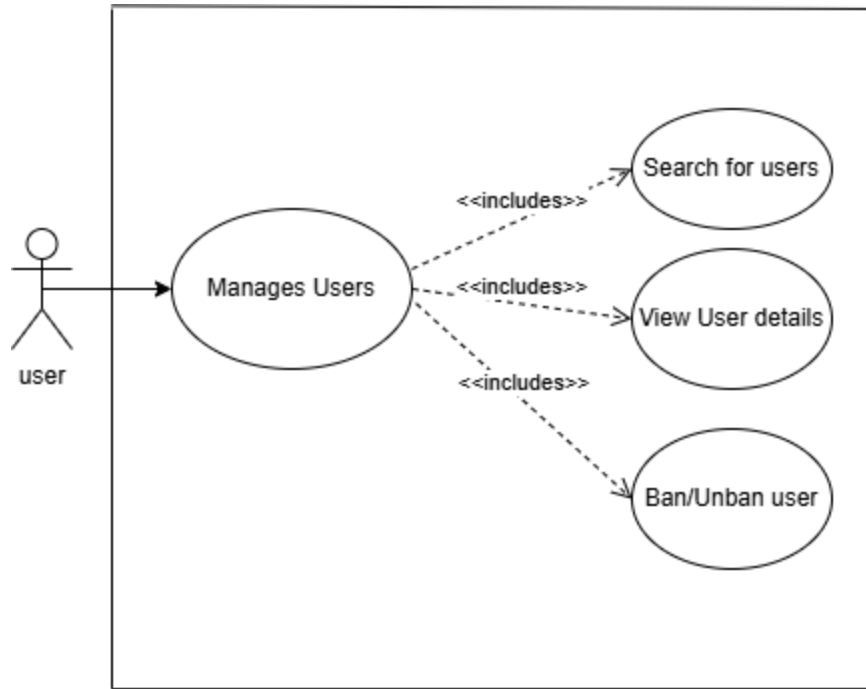 Search for users
<<includes>>
Manages Users
<<includes>>
View User details
user
<<includes>>
Ban/Unban user